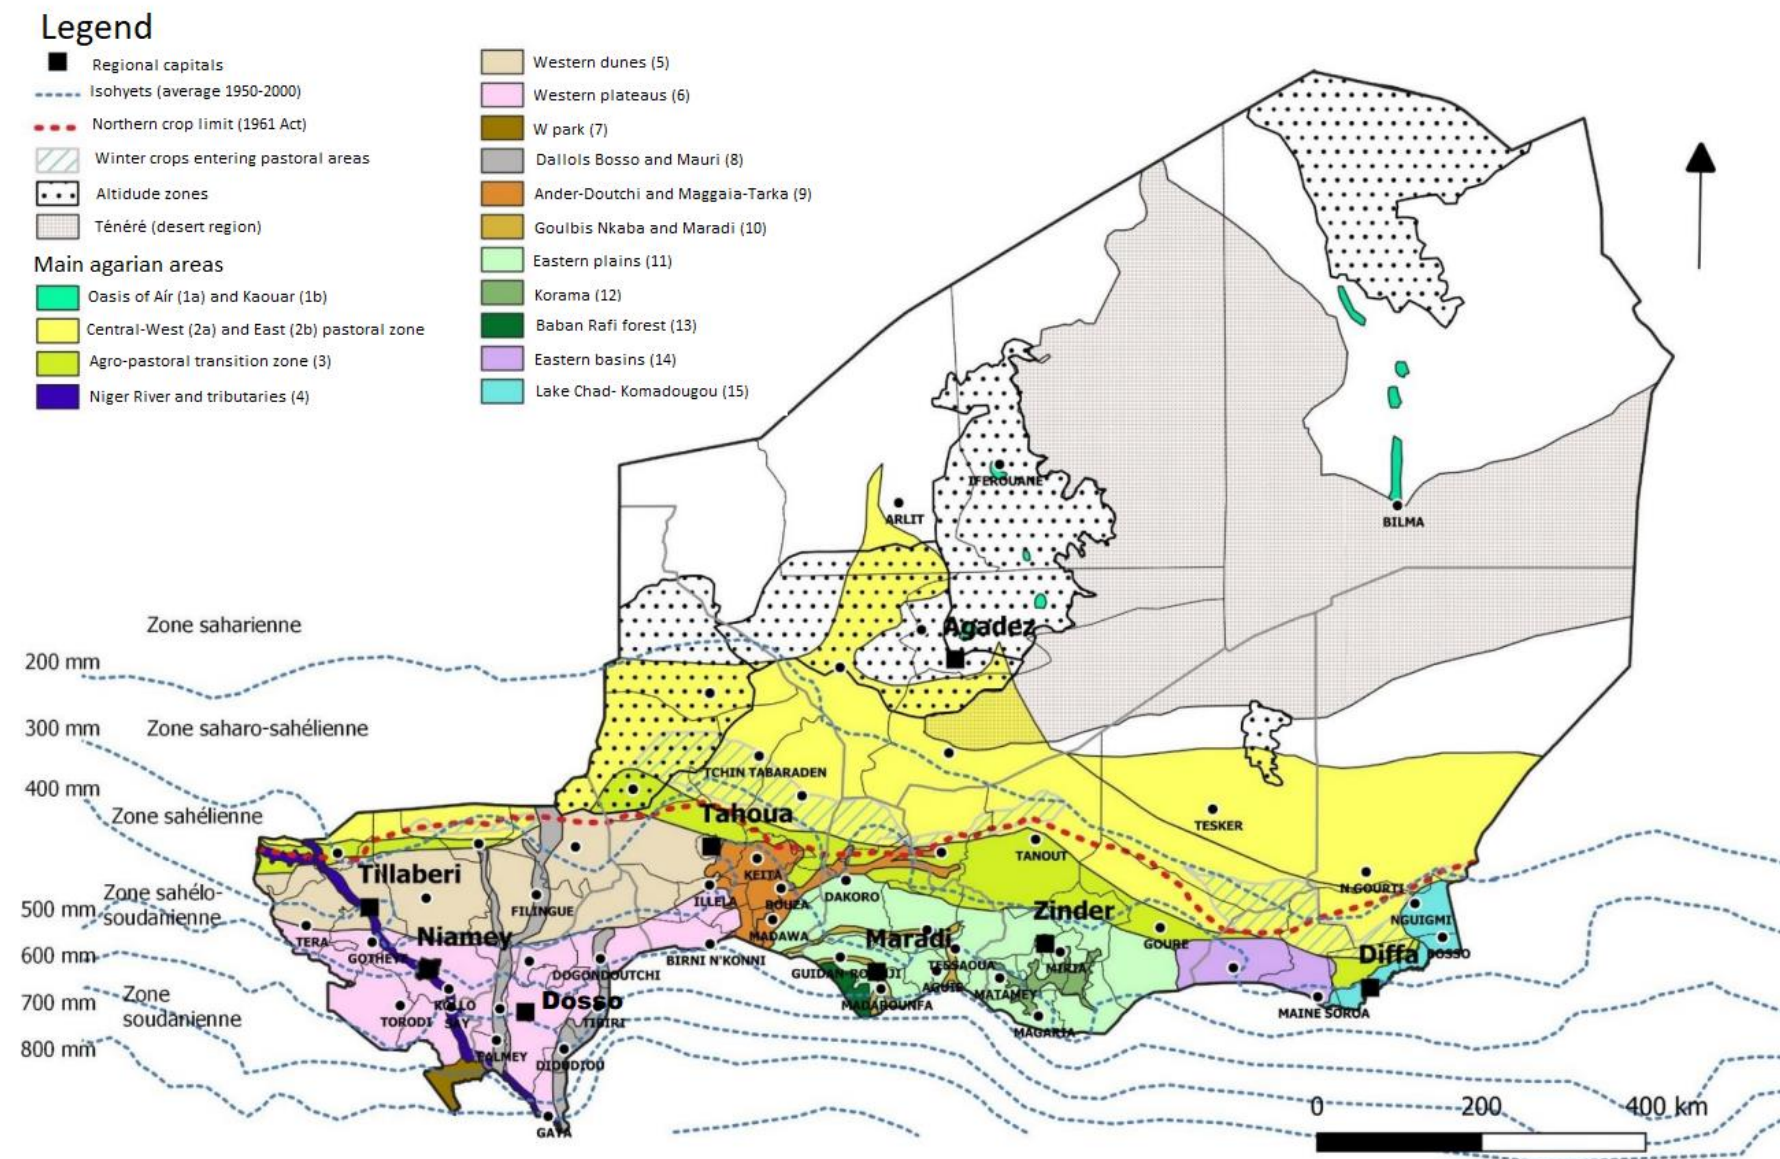 Legend
Regional capitals
Isohyets (average 1950-2000)
Northern crop limit (1961 Act)
Winter crops entering pastoral areas
Altidude zones
Ténéré (desert region)
Main agarian areas
Oasis of Aír (1a) and Kaouar (1b)
Central-West (2a) and East (2b) pastoral zone
Agro-pastoral transition zone (3)
Niger River and tributaries (4)
Western dunes (5)
Western plateaus (6)
W park (7)
Dallols Bosso and Mauri (8)
Ander-Doutchi and Maggaia-Tarka (9)
Goulbis Nkaba and Maradi (10)
Eastern plains (11)
Korama (12)
Baban Rafi forest (13)
Eastern basins (14)
Lake Chad- Komadougou (15)
IFEROUANE
ARLIT
BILMA
Zone saharienne
Agadez
200 mm
300 mm
Zone saharo-sahélienne
TCHIN TABARADEN
400 mm
Zone sahélienne
Tahoua
TESKER
TANOUT
Tillaberi
KEITA
N.GOURTI
Zone sahélo-
soudanienne
500 mm
FILINGUE
ILLELA
BOUZA
DAKORO
Zinder
NGUIGMI
TERA
Niamey
MADAWA
Maradi
GOURE
Diffa
BOSSO
600 mm
GOTHEYE
DOGONDOUTCHI
BIRNI N'KONNI
TESSAOUA
MIRIA
AGUIE
MATAMEY
Zone
soudanienne
700 mm
KOLLO
Dosso
MADAROUNFA
MAINE SOROA
TORODI
SAY
TIBIRI
MAGARIA
800 mm
FALMEY
DIOUDIOU
GAYA
0
200
400 km